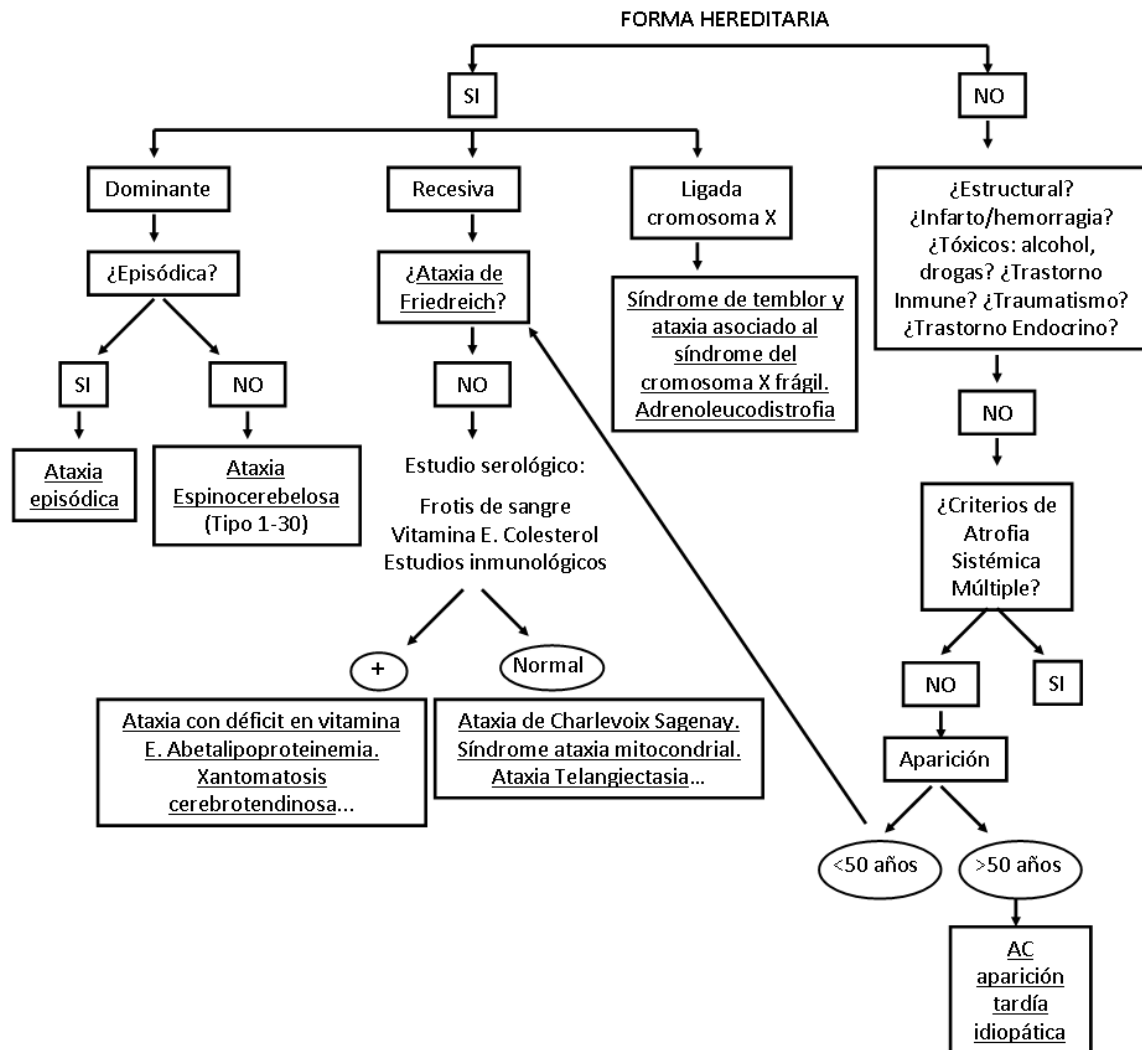 FORMA HEREDITARIA
SI
NO
Dominante
Recesiva
Ligada
cromosoma X
¿Estructural?
¿Infarto/hemorragia?
¿Tóxicos: alcohol,
drogas? ¿Trastorno
Inmune? ¿Traumatismo?
¿Trastorno Endocrino?
¿Episódica?
¿Ataxia de
Friedreich?
Síndrome de temblor y
ataxia asociado al
síndrome del
cromosoma X frágil.
Adrenoleucodistrofia
SI
NO
NO
NO
Ataxia
episódica
Ataxia
Espinocerebelosa
(Tipo 1-30)
Estudio serológico:
Frotis de sangre
Vitamina E. Colesterol
Estudios inmunológicos
¿Criterios de
Atrofia
Sistémica
Múltiple?
+
Normal
NO
SI
Ataxia con déficit en vitamina
E. Abetalipoproteinemia.
Xantomatosis
cerebrotendinosa...
Ataxia de Charlevoix Sagenay.
Síndrome ataxia mitocondrial.
Ataxia Telangiectasia...
Aparición
<50 años
>50 años
AC
aparición
tardía
idiopática